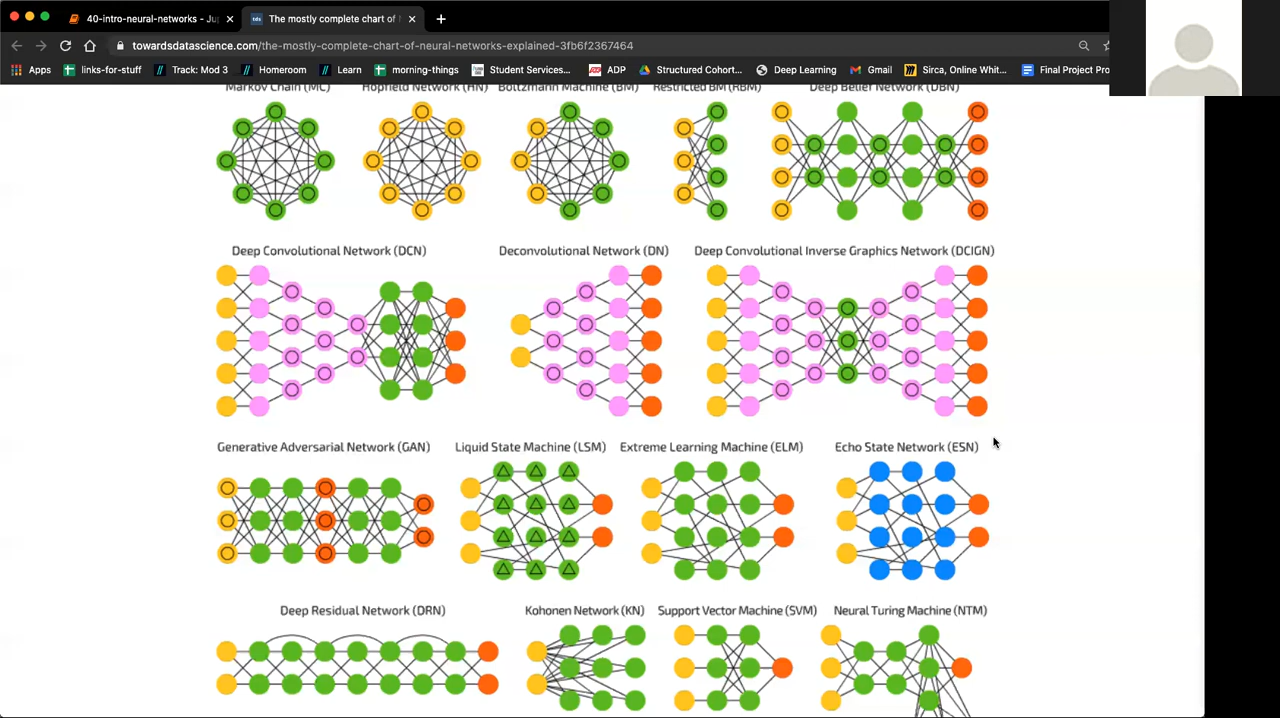 40-intro-neural-networks - Ju
The mostly complete chart of
towardsdatascience.com/the-mostly-complete-chart-of-neural-networks-explained-3fb6f2367464
Apps
links-for-stuff
Track: Mod 3
Homeroom
Learn
morning-things
Student Services...
ADP
Structured Cohort...
Deep Learning
Gmail
Sirca, Online Whit...
Final Project Pro
Markov Chain (MC)
Hopfield Network (HN)
Boltzmann Machine (BM)
Restricted BM (RBM)
Deep Belief Network (DBN)
Deep Convolutional Network (DCN)
Deconvolutional Network (DN)
Deep Convolutional Inverse Graphics Network (DCIGN)
Generative Adversarial Network (GAN)
Liquid State Machine (LSM)
Extreme Learning Machine (ELM)
Echo State Network (ESN)
Deep Residual Network (DRN)
Kohonen Network (KN)
Support Vector Machine (SVM)
Neural Turing Machine (NTM)